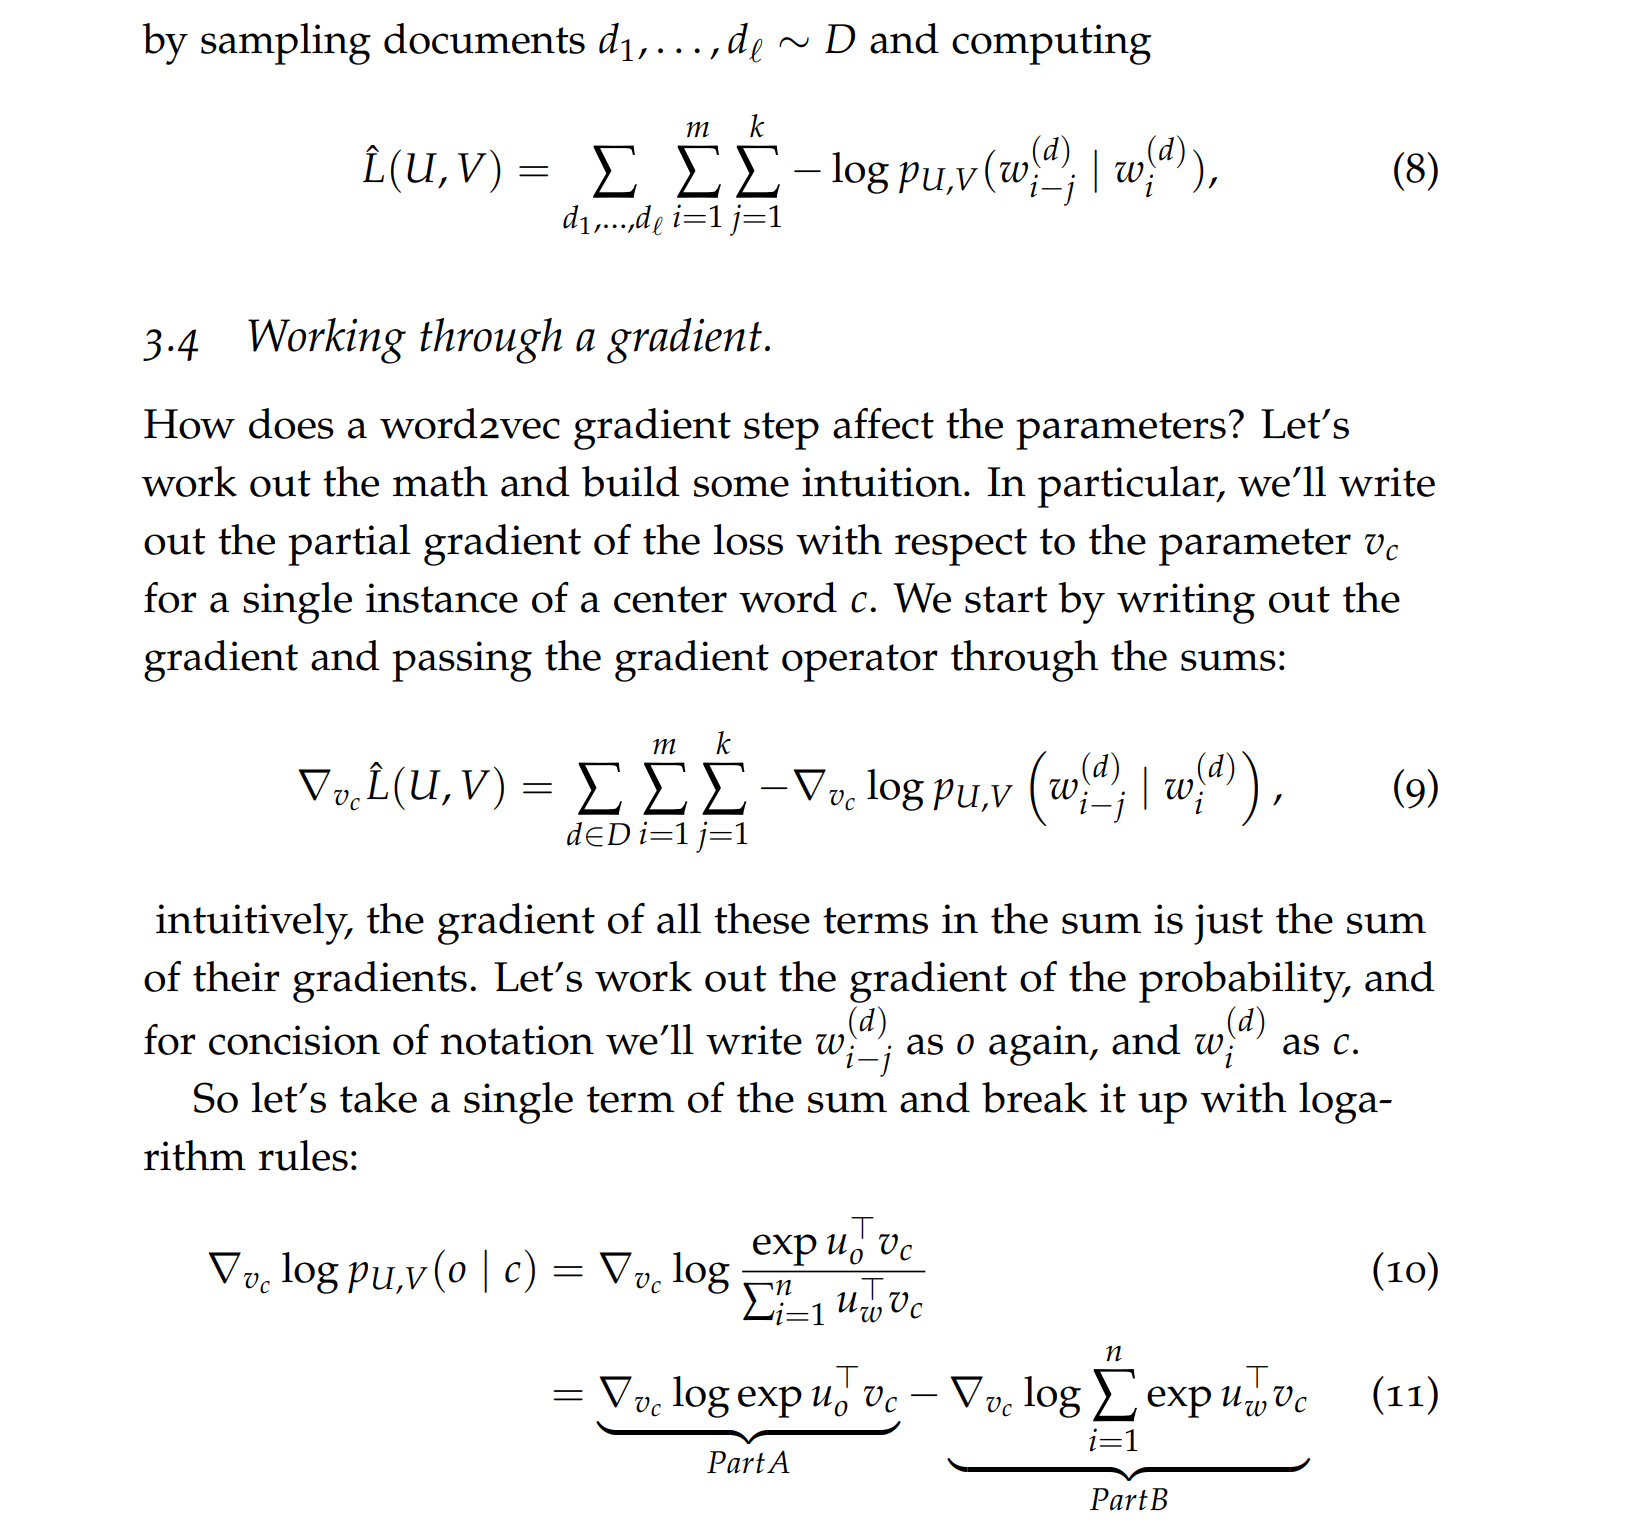 by sampling documents $d_1, \ldots, d_\ell \sim D$ and computing
$$\hat{L}(U, V) = \sum_{d_1,\ldots,d_\ell} \sum_{i=1}^{m} \sum_{j=1}^{k} -\log p_{U,V}(w_{i-j}^{(d)} \mid w_i^{(d)}), \quad (8)$$
3.4 Working through a gradient.
How does a word2vec gradient step affect the parameters? Let's
work out the math and build some intuition. In particular, we'll write
out the partial gradient of the loss with respect to the parameter $v_c$
for a single instance of a center word $c$. We start by writing out the
gradient and passing the gradient operator through the sums:
$$\nabla_{v_c} \hat{L}(U, V) = \sum_{d \in D} \sum_{i=1}^{m} \sum_{j=1}^{k} -\nabla_{v_c} \log p_{U,V} \left( w_{i-j}^{(d)} \mid w_i^{(d)} \right), \quad (9)$$
intuitively, the gradient of all these terms in the sum is just the sum
of their gradients. Let's work out the gradient of the probability, and
for concision of notation we'll write $w_{i-j}^{(d)}$ as $o$ again, and $w_i^{(d)}$ as $c$.
So let's take a single term of the sum and break it up with loga-
rithm rules:
$$\nabla_{v_c} \log p_{U,V}(o \mid c) = \nabla_{v_c} \log \frac{\exp u_o^\top v_c}{\sum_{i=1}^{n} u_w^\top v_c} \quad (10)$$
$$= \underbrace{\nabla_{v_c} \log \exp u_o^\top v_c}_{Part A} - \underbrace{\nabla_{v_c} \log \sum_{i=1}^{n} \exp u_w^\top v_c}_{Part B} \quad (11)$$